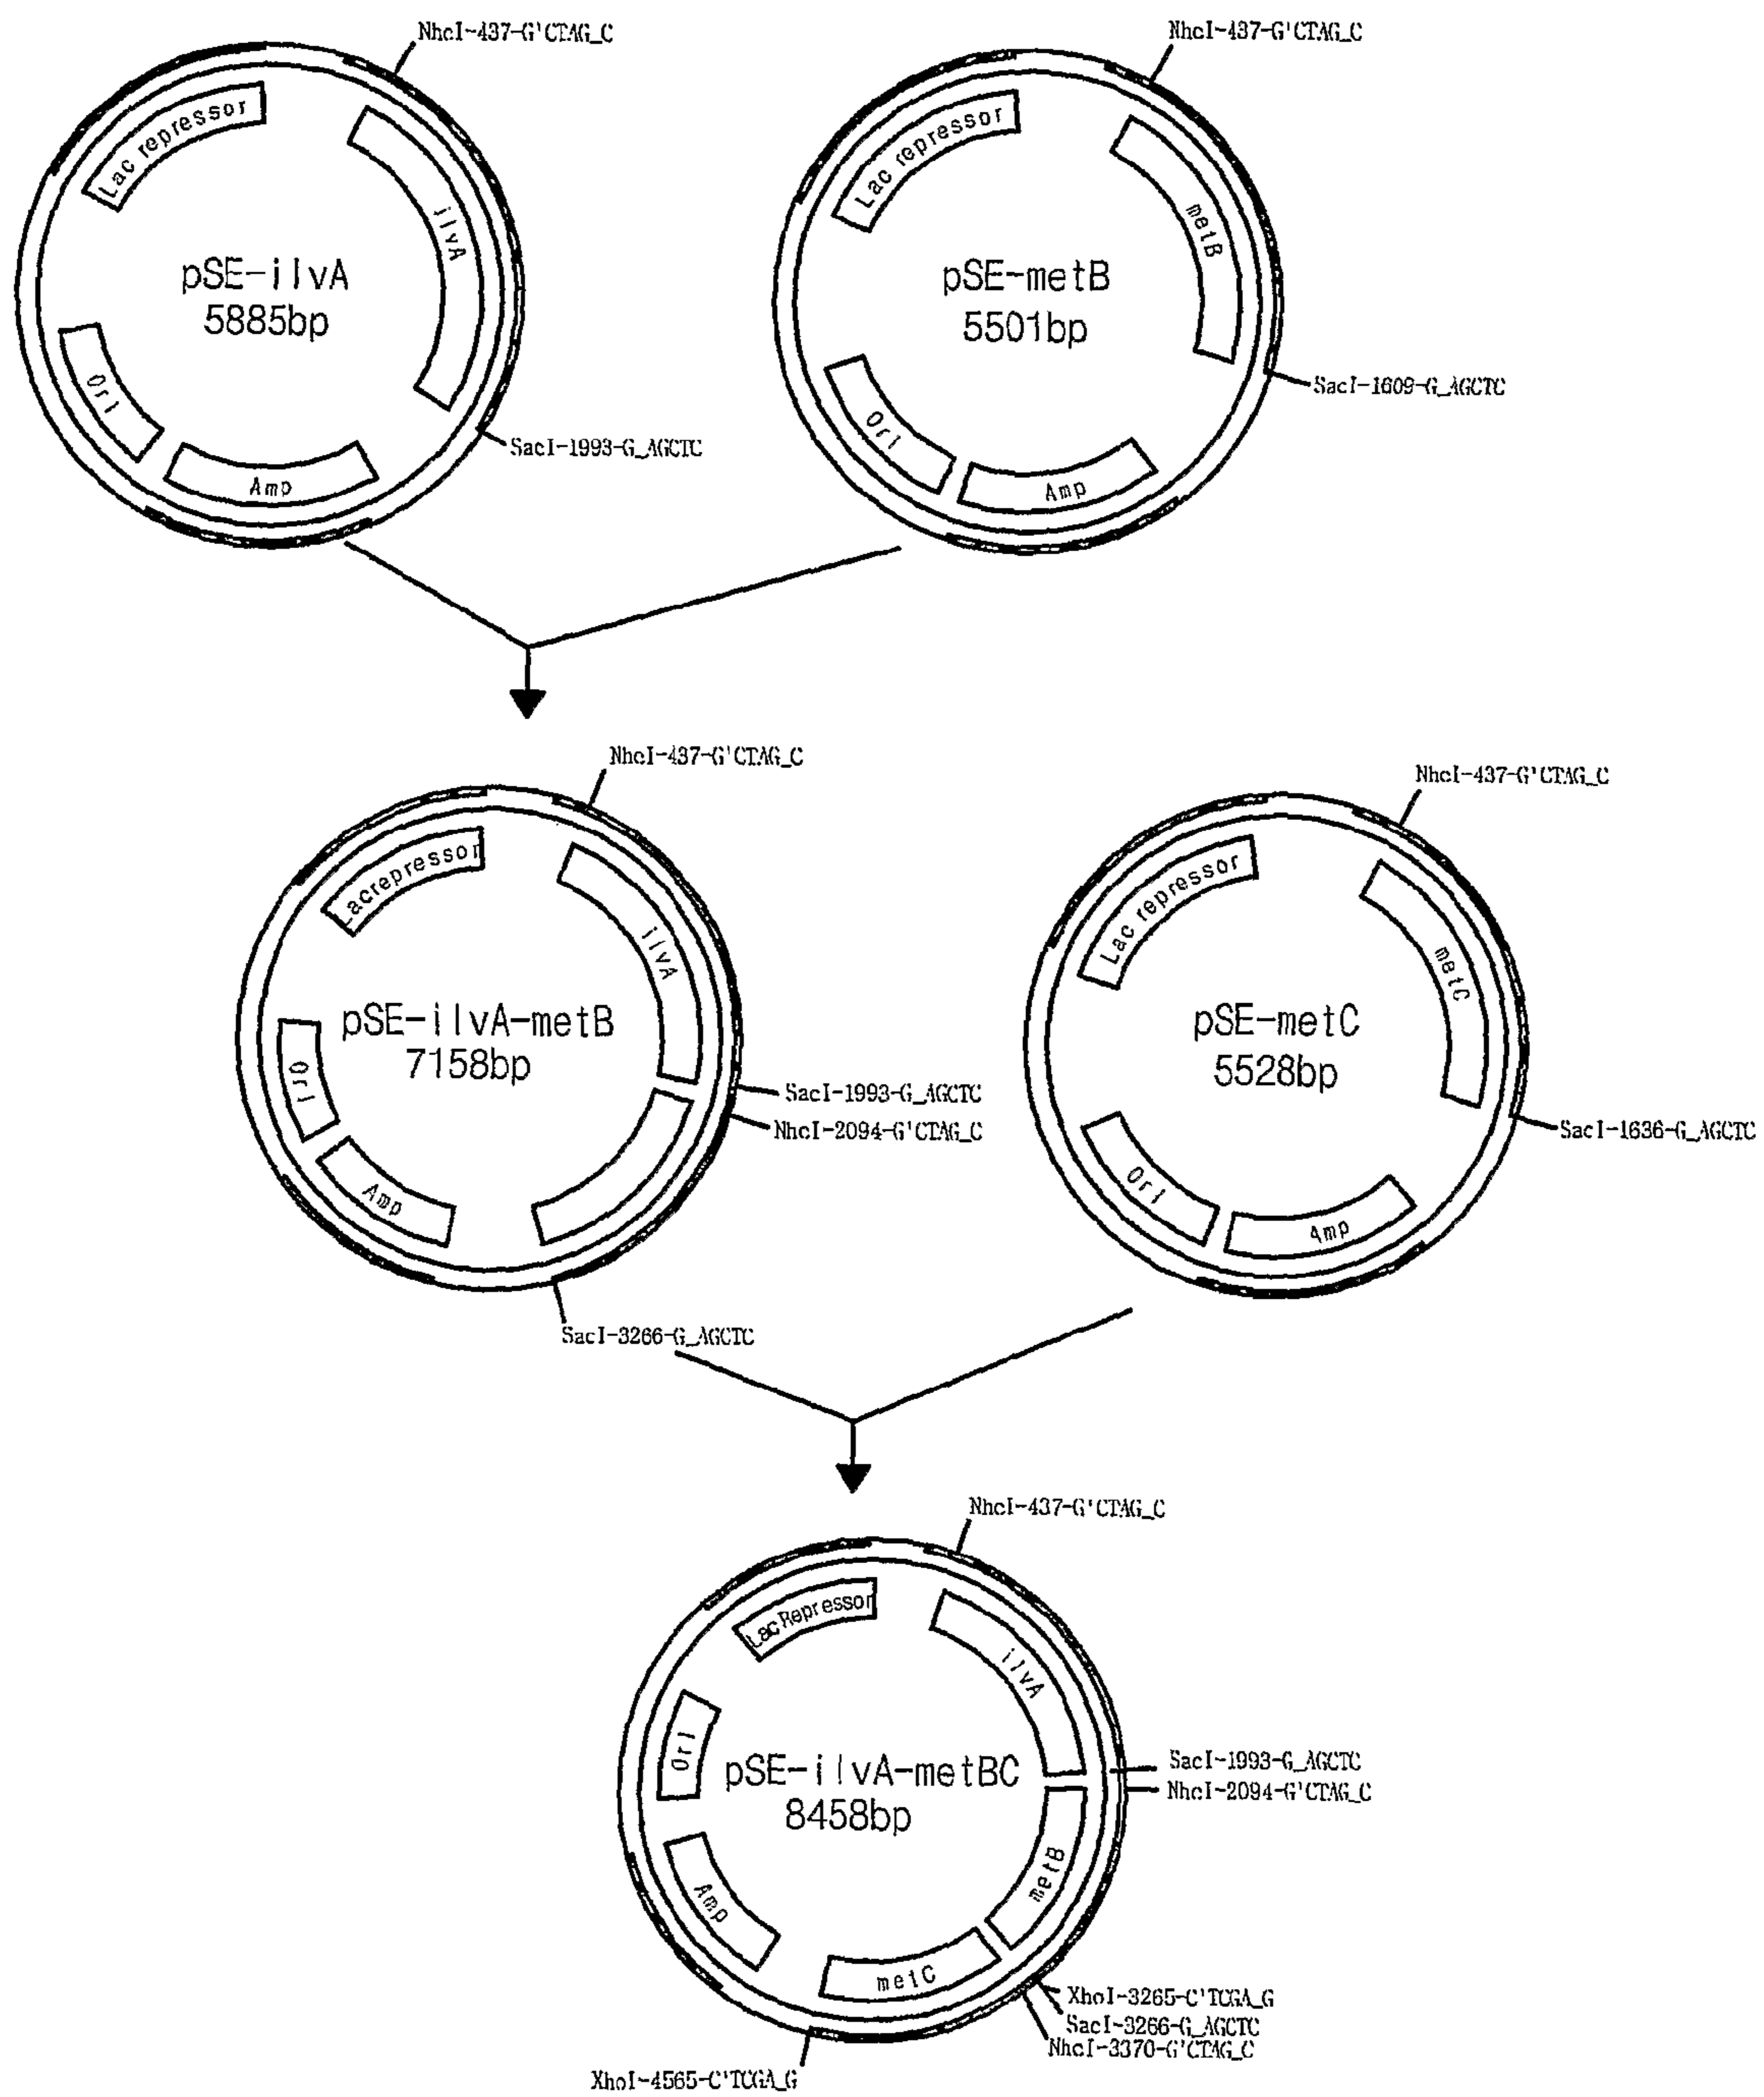 NheI-437-G'CTAG_C
NheI-437-G'CTAG_C
Lac repressor
ilvA
pSE-ilvA
5885bp
Ori
Amp
SacI-1993-G_AGCTC
Lac repressor
metB
pSE-metB
5501bp
Ori
Amp
SacI-1609-G_AGCTC
NheI-437-G'CTAG_C
NheI-437-G'CTAG_C
Lacrepressor
ilvA
pSE-ilvA-metB
7158bp
Ori
Amp
SacI-1993-G_AGCTC
NheI-2094-G'CTAG_C
SacI-3266-G_AGCTC
Lac repressor
metC
pSE-metC
5528bp
Ori
Amp
SacI-1636-G_AGCTC
NheI-437-G'CTAG_C
Lac Repressor
ilvA
Ori
pSE-ilvA-metBC
8458bp
SacI-1993-G_AGCTC
NheI-2094-G'CTAG_C
Amp
metB
metC
XhoI-3265-C'TCGA_G
SacI-3266-G_AGCTC
NheI-3370-G'CTAG_C
XhoI-4565-C'TCGA_G